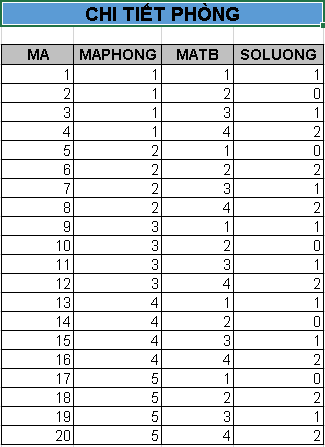 CHI TIẾT PHÒNG
MA MAPHONG MATB SOLUONG
1 1 1 1
2 1 2 0
3 1 3 1
4 1 4 2
5 2 1 0
6 2 2 2
7 2 3 1
8 2 4 2
9 3 1 1
10 3 2 0
11 3 3 1
12 3 4 2
13 4 1 1
14 4 2 0
15 4 3 1
16 4 4 2
17 5 1 0
18 5 2 2
19 5 3 1
20 5 4 2